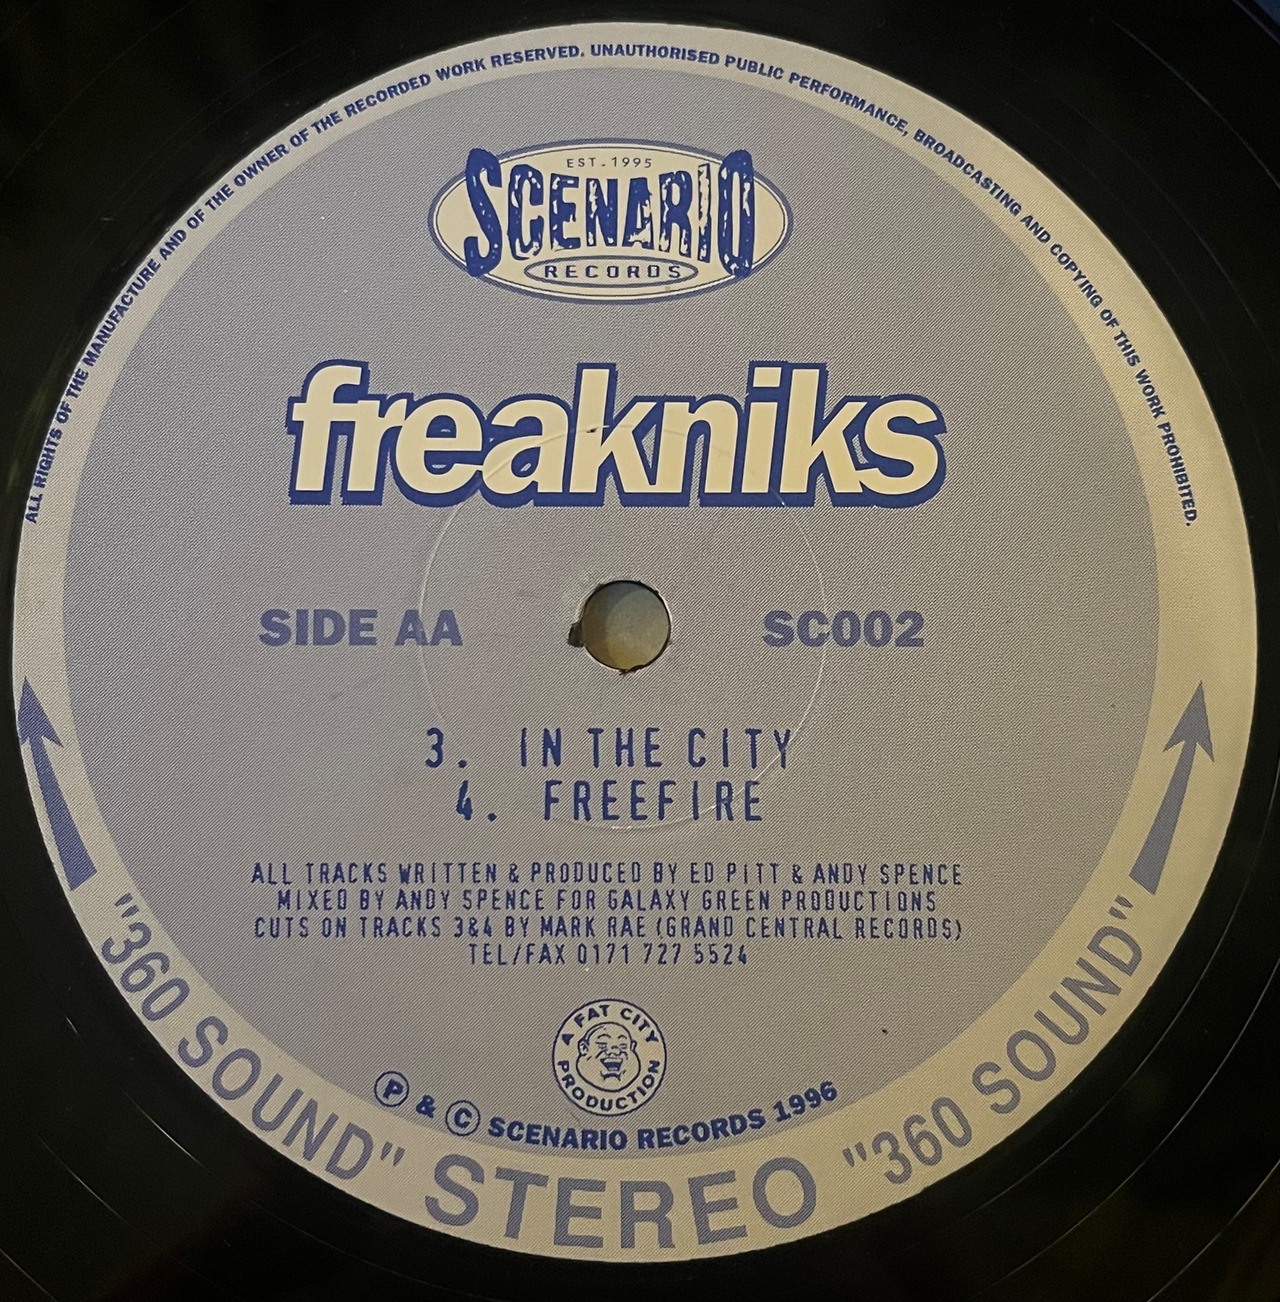 ALL RIGHTS OF THE MANUFACTURE AND OF THE OWNER OF THE RECORDED WORK RESERVED. UNAUTHORISED PUBLIC PERFORMANCE, BROADCASTING AND COPYING OF THIS WORK PROHIBITED.
EST-1995
SCENARIO
RECORDS
freakniks
SIDE AA
SC002
3. IN THE CITY
4. FREEFIRE
ALL TRACKS WRITTEN & PRODUCED BY ED PITT & ANDY SPENCE
MIXED BY ANDY SPENCE FOR GALAXY GREEN PRODUCTIONS
CUTS ON TRACKS 3&4 BY MARK RAE (GRAND CENTRAL RECORDS)
TEL/FAX 0171 727 5524
A FAT CITY
PRODUCTION
Ⓟ & © SCENARIO RECORDS 1996
"360 SOUND" STEREO "360 SOUND"